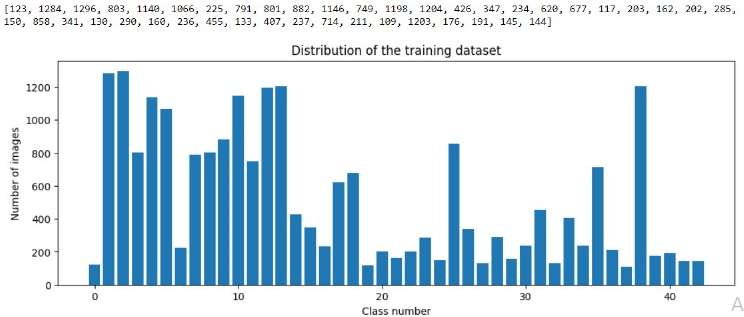 [123, 1284, 1296, 803, 1140, 1066, 225, 791, 801, 882, 1146, 749, 1198, 1204, 426, 347, 234, 620, 677, 117, 203, 162, 202, 285,
150, 858, 341, 130, 290, 160, 236, 455, 133, 407, 237, 714, 211, 109, 1203, 176, 191, 145, 144]
Distribution of the training dataset
Number of images
1200
1000
800
600
400
200
0
0 10 20 30 40
Class number
A